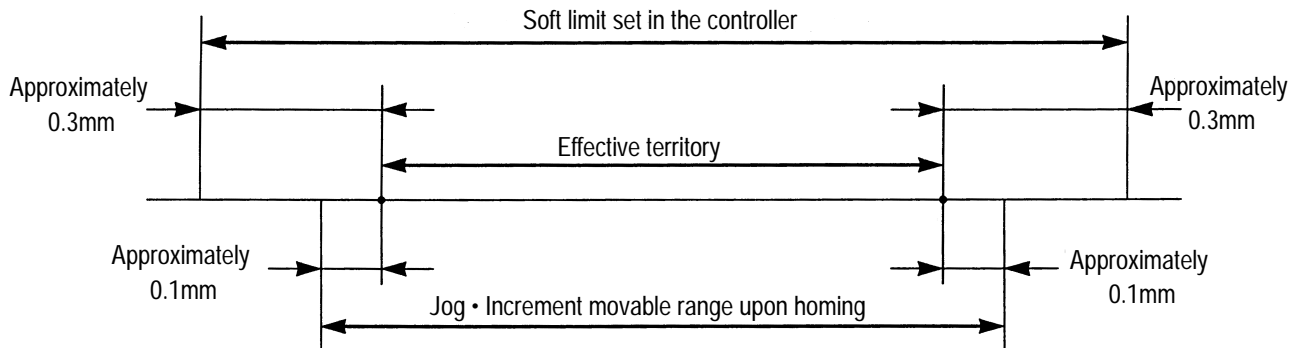 Soft limit set in the controller
Approximately
0.3mm
Approximately
0.3mm
Effective territory
Approximately
0.1mm
Approximately
0.1mm
Jog・Increment movable range upon homing